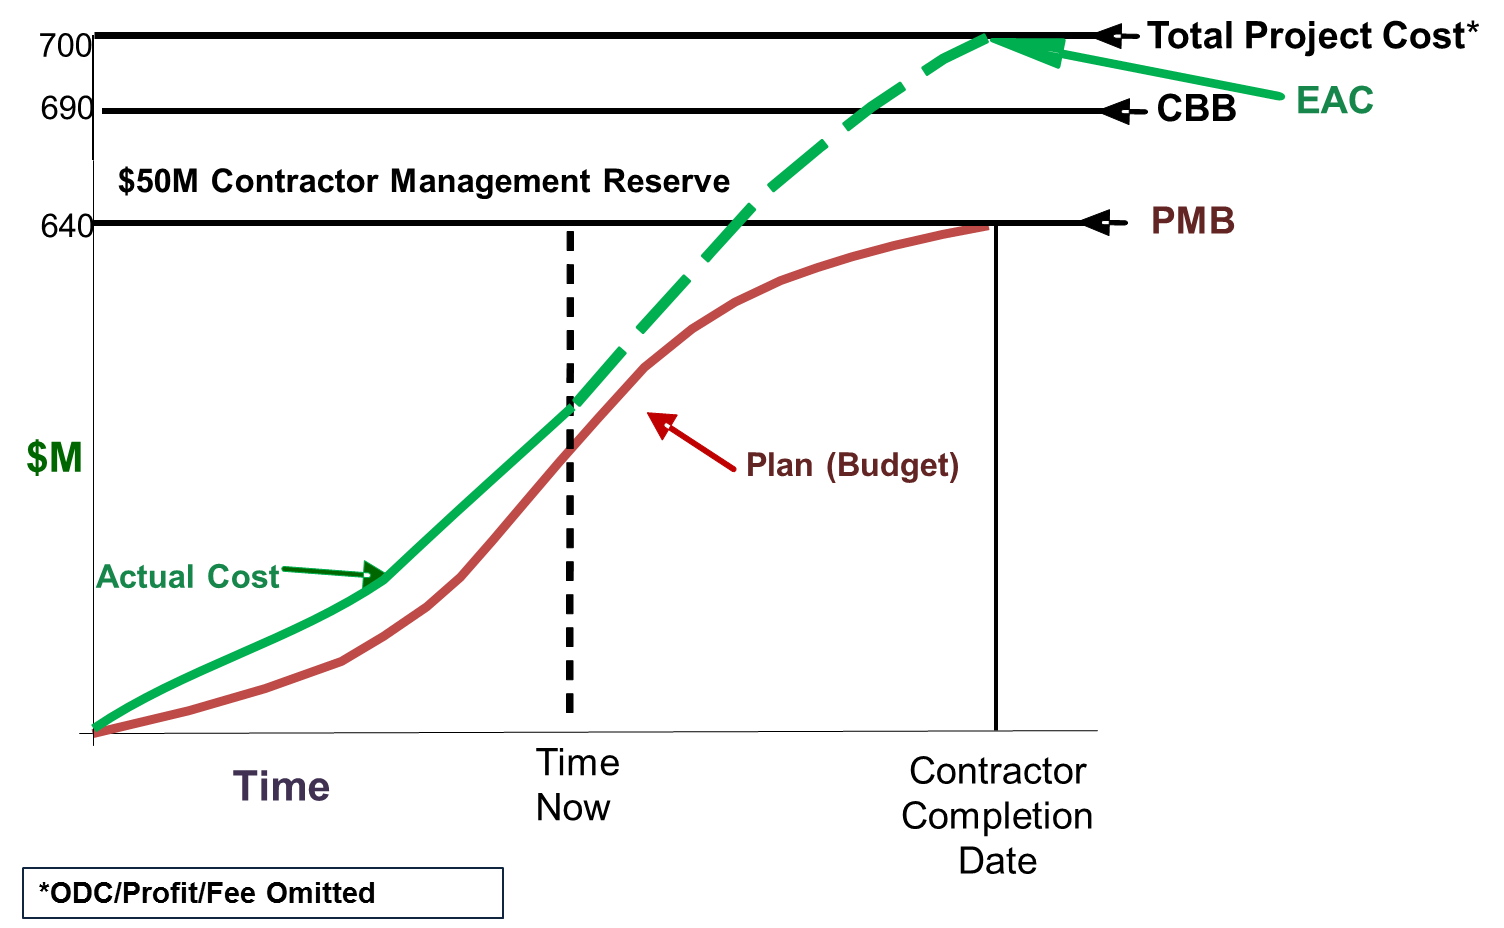 700
Total Project Cost*
EAC
690
CBB
$50M Contractor Management Reserve
640
PMB
$M
Plan (Budget)
Actual Cost
Time
Time
Now
Contractor
Completion
Date
*ODC/Profit/Fee Omitted